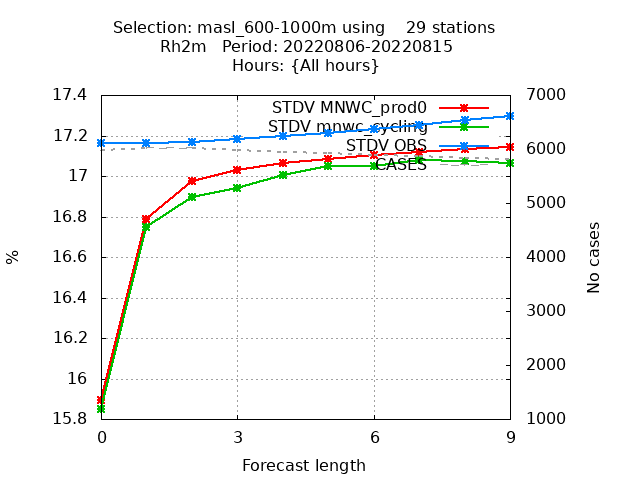 Selection: masl_600-1000m using    29 stations
Rh2m   Period: 20220806-20220815
Hours: {All hours}
17.4
17.2
17
16.8
16.6
16.4
16.2
16
15.8
%
STDV MNWC_prod0
STDV mnwc_cycling
STDV OBS
CASES
7000
6000
5000
4000
3000
2000
1000
No cases
0
3
6
9
Forecast length